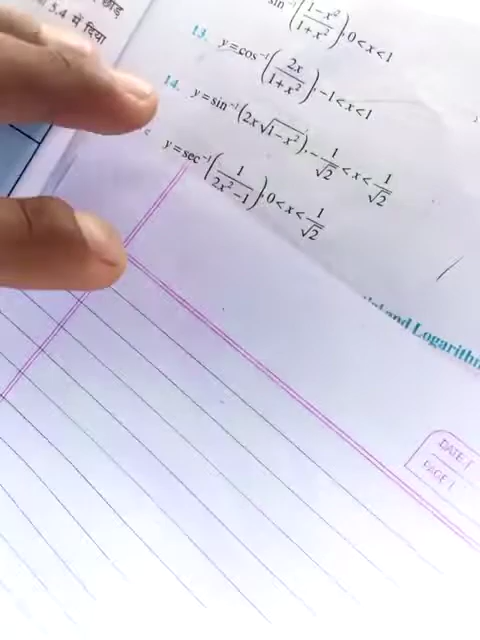 5.4 में दिया
sin⁻¹(1−x²/1+x²), 0<x<1
13. y=cos⁻¹(2x/1+x²), −1<x<1
14. y=sin⁻¹(2x√1−x²), −1/√2<x<1/√2
y=sec⁻¹(1/2x²−1), 0<x<1/√2
and Logarithm
DATE
PAGE